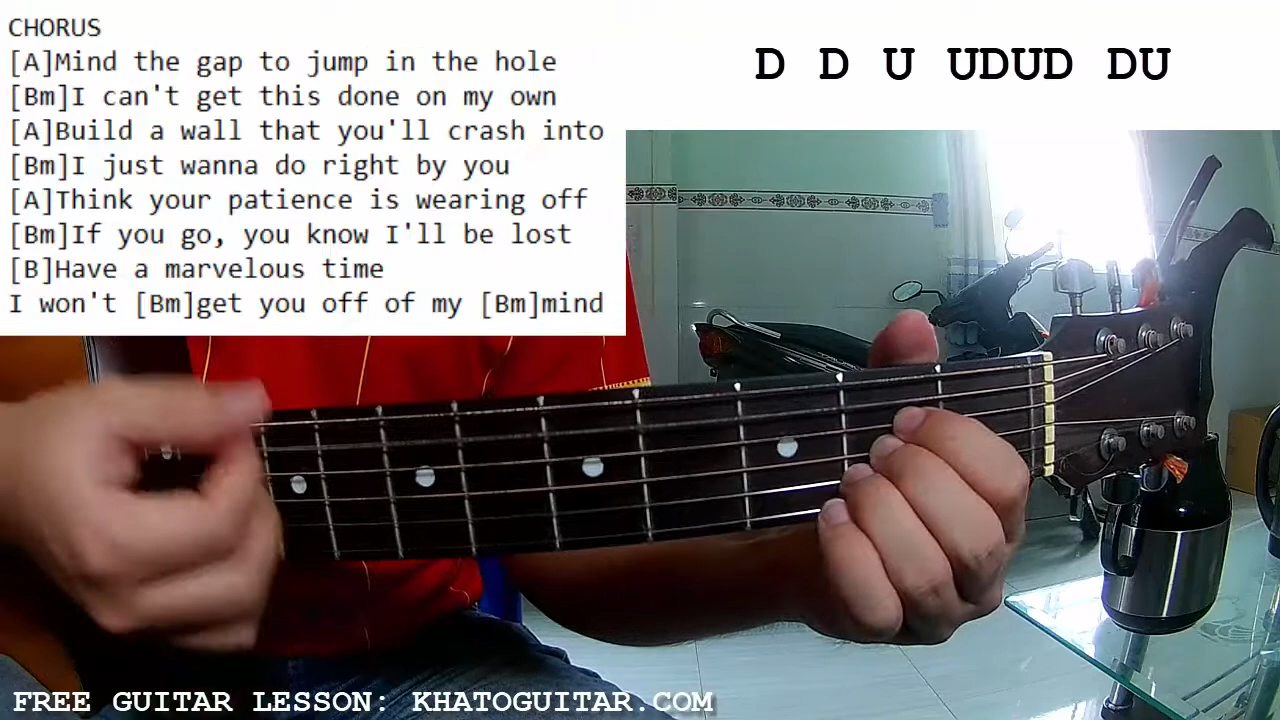 CHORUS
[A]Mind the gap to jump in the hole
[Bm]I can't get this done on my own
[A]Build a wall that you'll crash into
[Bm]I just wanna do right by you
[A]Think your patience is wearing off
[Bm]If you go, you know I'll be lost
[B]Have a marvelous time
I won't [Bm]get you off of my [Bm]mind
D D U UDUD DU
FREE GUITAR LESSON: KHATOGUITAR.COM